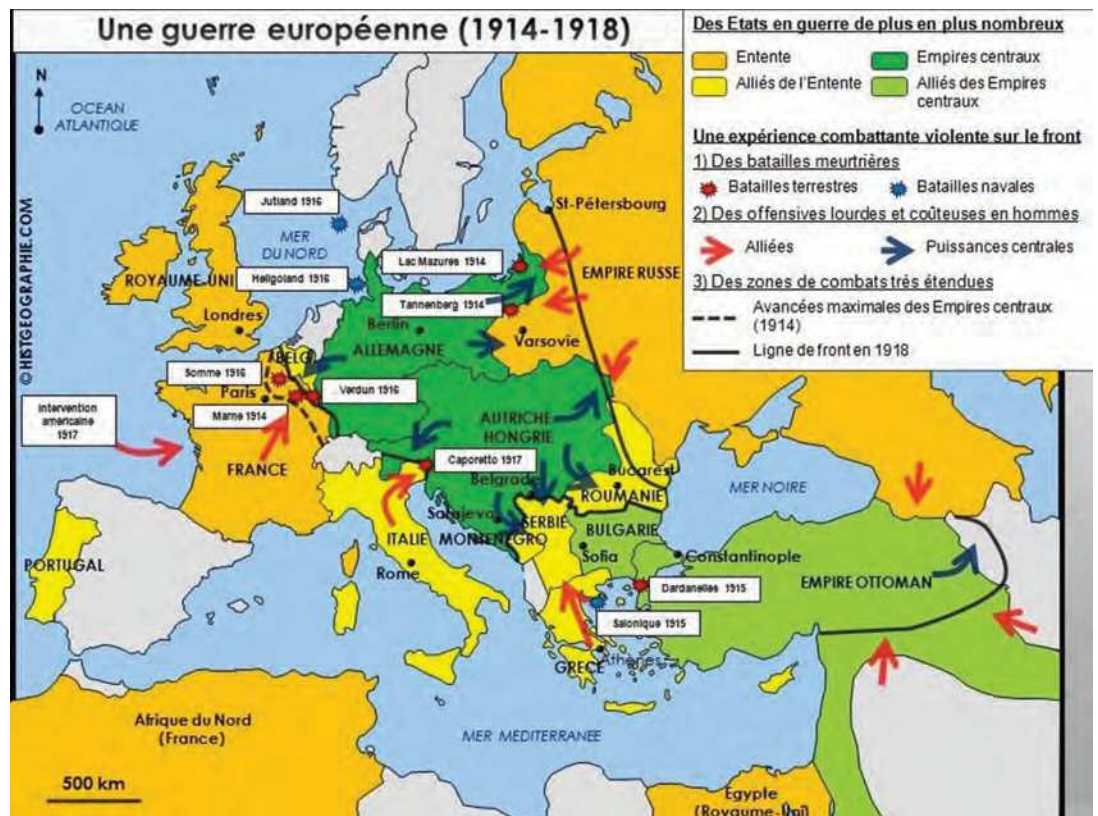 Une guerre européenne (1914-1918)
Des Etats en guerre de plus en plus nombreux
Entente
Empires centraux
Alliés de l'Entente
Alliés des Empires
centraux
Une expérience combattante violente sur le front
1) Des batailles meurtrières
Batailles terrestres
Batailles navales
2) Des offensives lourdes et coûteuses en hommes
Alliées
Puissances centrales
3) Des zones de combats très étendues
Avancées maximales des Empires centraux
(1914)
Ligne de front en 1918
N
OCEAN
ATLANTIQUE
© HISTGEOGRAPHIE.COM
Jutland 1916
St-Pétersbourg
MER
DU NORD
Lac Mazures 1914
EMPIRE RUSSE
ROYAUME-UNI
Heligoland 1916
Tannenberg 1914
Londres
Berlin
Varsovie
ALLEMAGNE
BELG
Somme 1916
Paris
Verdun 1916
Marne 1914
Intervention
américaine
1917
AUTRICHE
HONGRIE
FRANCE
Caporetto 1917
Bucarest
Belgrade
ROUMANIE
MER NOIRE
Sarajevo
SERBIE
ITALIE
MONTENEGRO
BULGARIE
Sofia
Constantinople
PORTUGAL
Rome
EMPIRE OTTOMAN
Dardanelles 1915
Salonique 1915
Athènes
GRECE
Afrique du Nord
(France)
MER MEDITERRANEE
500 km
Egypte
(Royaume-Uni)